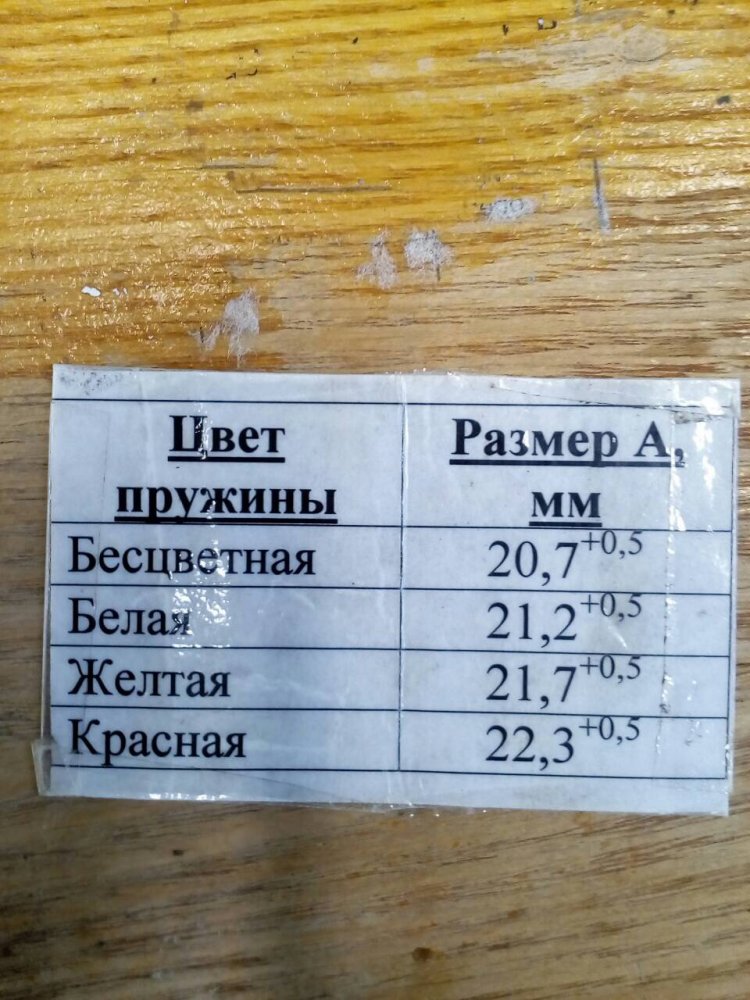 Цвет Размер А,
пружины мм
Бесцветная 20,7+0,5
Белая 21,2+0,5
Желтая 21,7+0,5
Красная 22,3+0,5